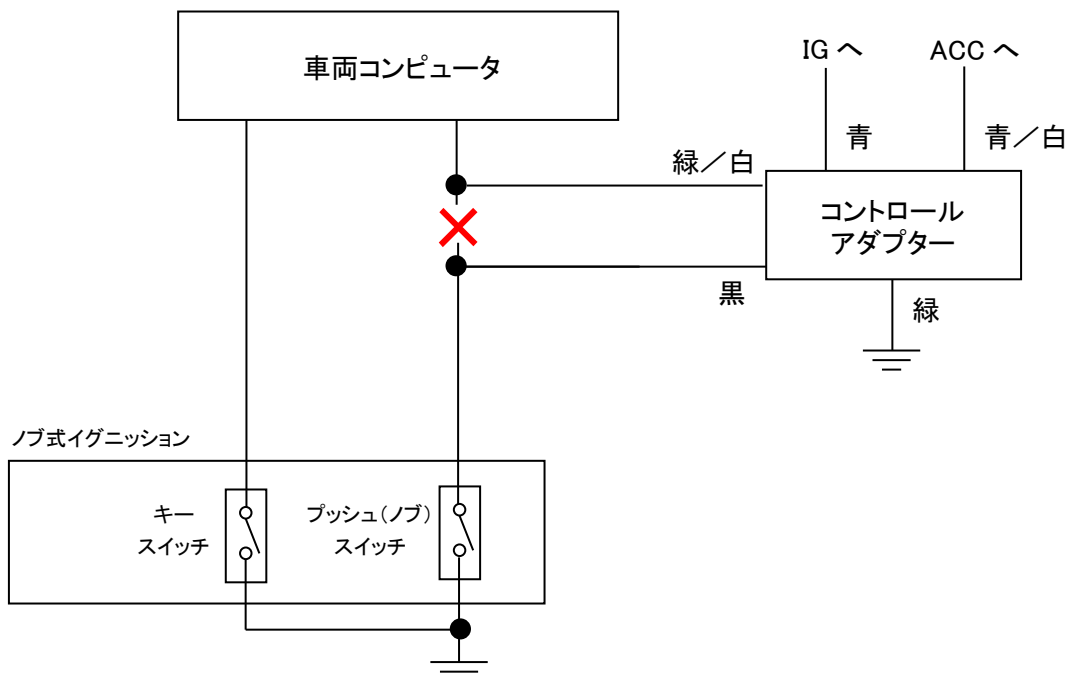 車両コンピュータ
IG へ
ACC へ
青
青／白
緑／白
コントロール
アダプター
黒
緑
ノブ式イグニッション
キー
スイッチ
プッシュ（ノブ）
スイッチ